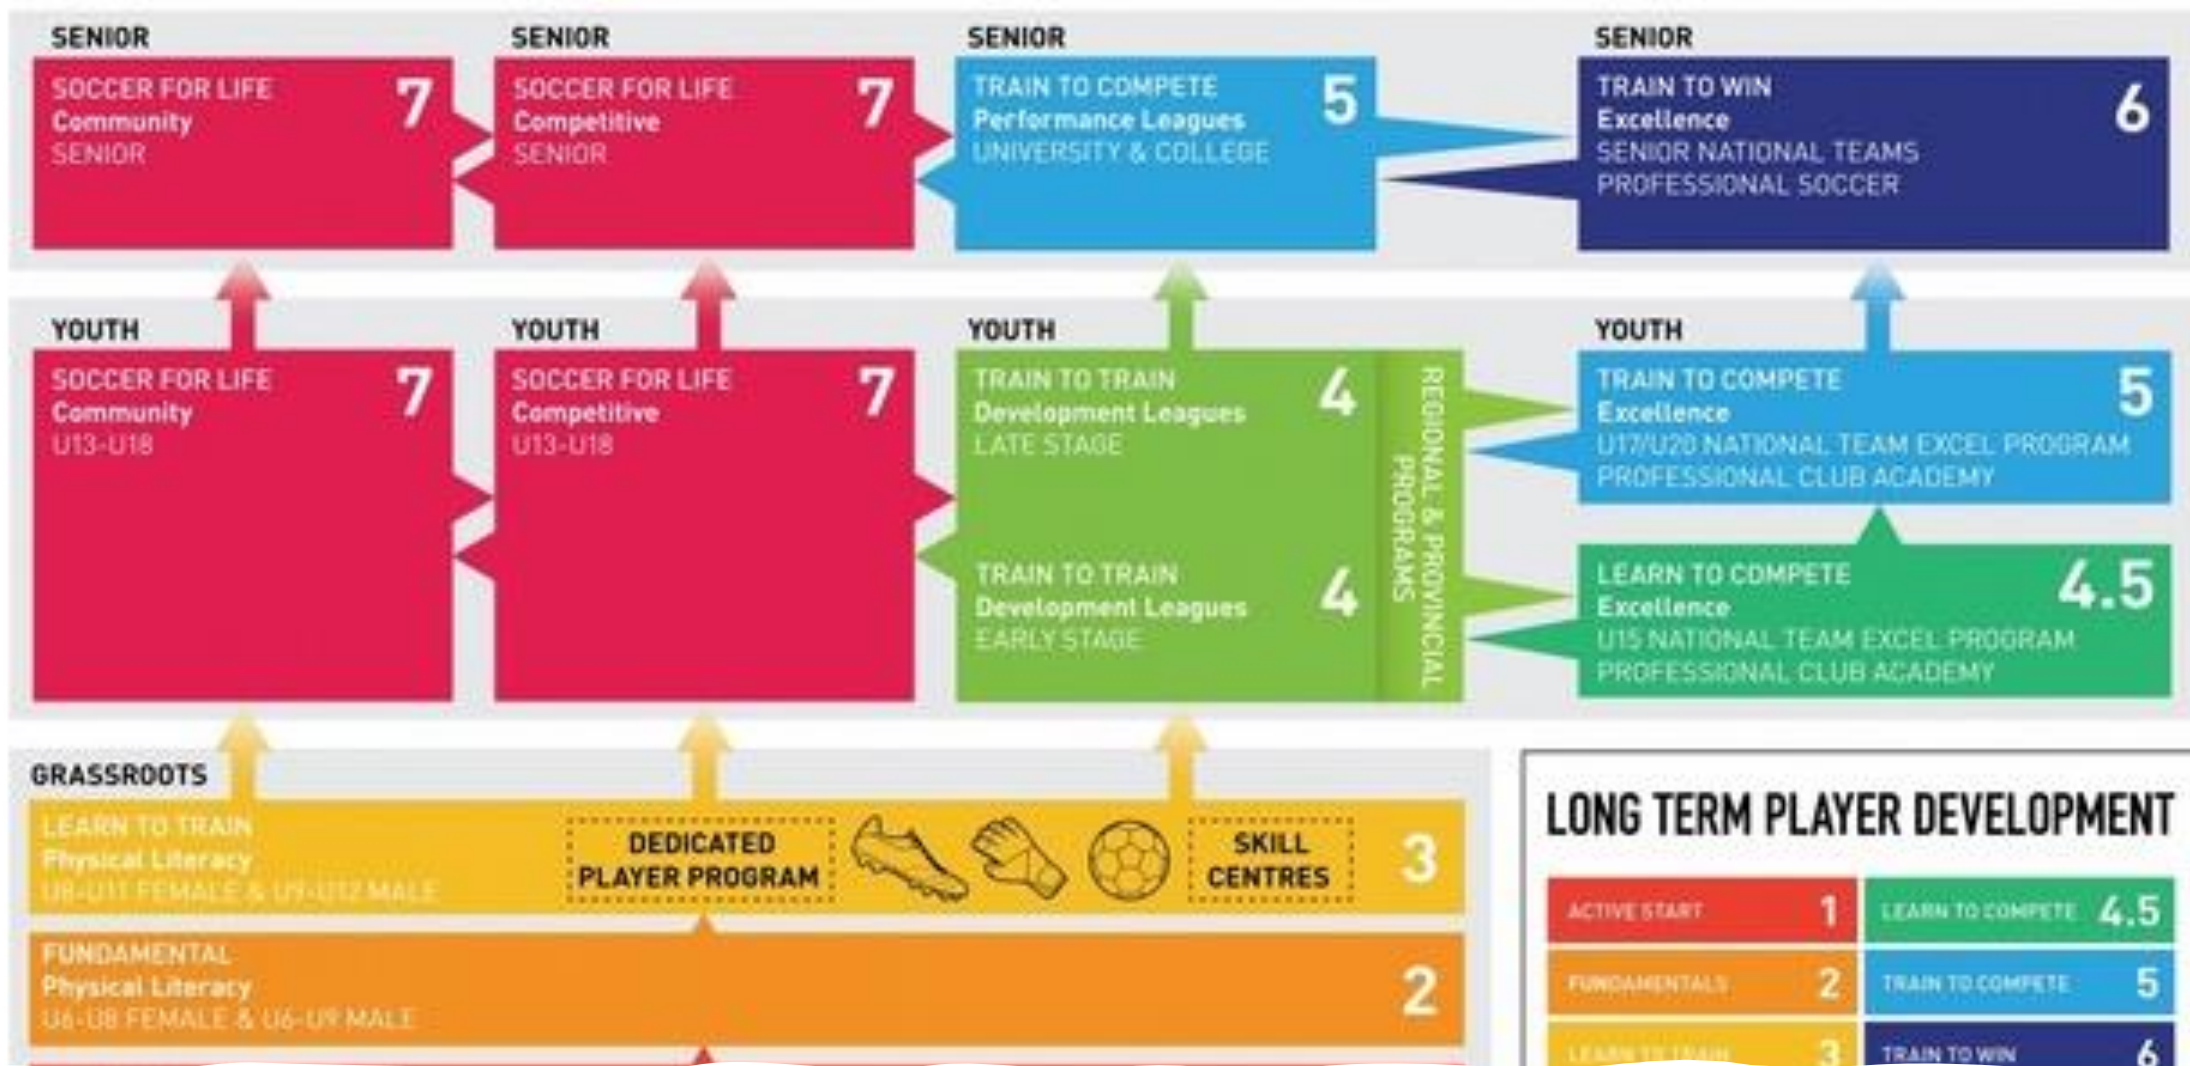 SENIOR
SOCCER FOR LIFE 7
Community
SENIOR
SENIOR
SOCCER FOR LIFE 7
Competitive
SENIOR
SENIOR
TRAIN TO COMPETE 5
Performance Leagues
UNIVERSITY & COLLEGE
SENIOR
TRAIN TO WIN 6
Excellence
SENIOR NATIONAL TEAMS
PROFESSIONAL SOCCER
YOUTH
SOCCER FOR LIFE 7
Community
U13-U18
YOUTH
SOCCER FOR LIFE 7
Competitive
U13-U18
YOUTH
TRAIN TO TRAIN 4
Development Leagues
LATE STAGE
TRAIN TO TRAIN 4
Development Leagues
EARLY STAGE
REGIONAL & PROVINCIAL
PROGRAMS
YOUTH
TRAIN TO COMPETE 5
Excellence
U17/U20 NATIONAL TEAM EXCEL PROGRAM
PROFESSIONAL CLUB ACADEMY
LEARN TO COMPETE 4.5
Excellence
U15 NATIONAL TEAM EXCEL PROGRAM
PROFESSIONAL CLUB ACADEMY
GRASSROOTS
LEARN TO TRAIN
Physical Literacy
U8-U11 FEMALE & U9-U12 MALE
DEDICATED
PLAYER PROGRAM
SKILL
CENTRES
3
FUNDAMENTAL
Physical Literacy
U6-U8 FEMALE & U6-U9 MALE
2
LONG TERM PLAYER DEVELOPMENT
ACTIVE START 1
LEARN TO COMPETE 4.5
FUNDAMENTALS 2
TRAIN TO COMPETE 5
LEARN TO TRAIN 3
TRAIN TO WIN 6